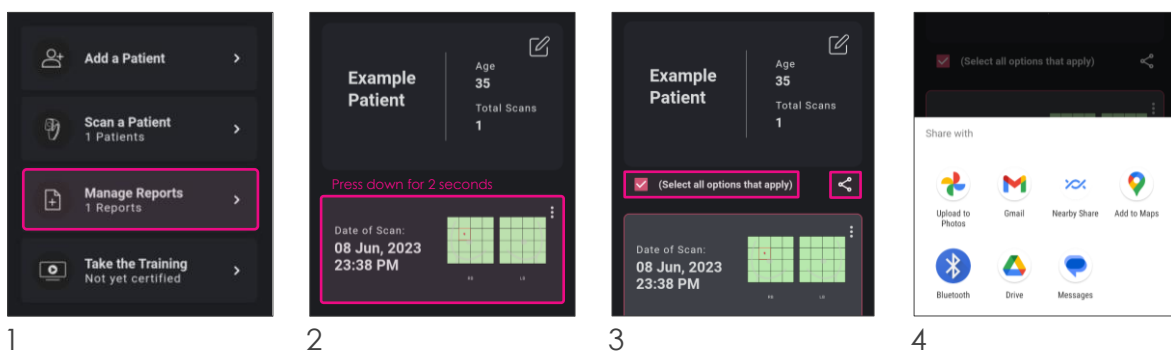 Add a Patient
Scan a Patient
1 Patients
Manage Reports
1 Reports
Take the Training
Not yet certified
1
Example
Patient
Age
35
Total Scans
1
Press down for 2 seconds
Date of Scan:
08 Jun, 2023
23:38 PM
RB
LB
2
Example
Patient
Age
35
Total Scans
1
(Select all options that apply)
Date of Scan:
08 Jun, 2023
23:38 PM
3
(Select all options that apply)
Share with
Upload to
Photos
Gmail
Nearby Share
Add to Maps
Bluetooth
Drive
Messages
4